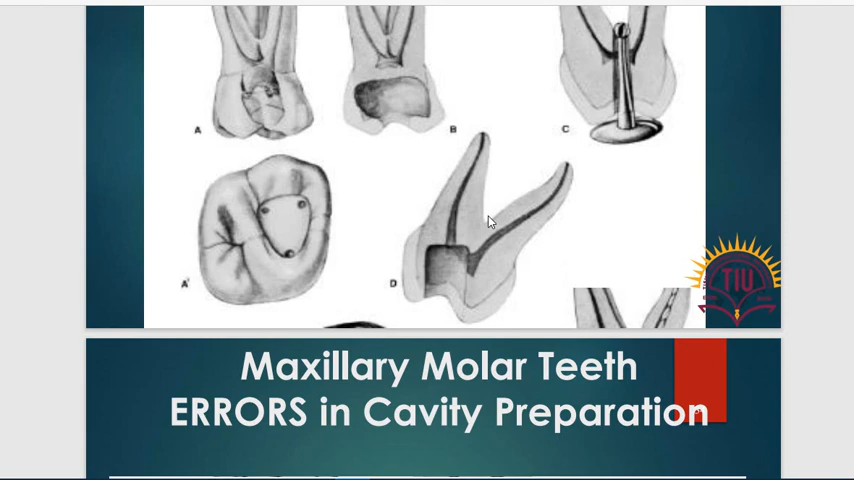 A
B
C
A'
D
TIU
Maxillary Molar Teeth
ERRORS in Cavity Preparation